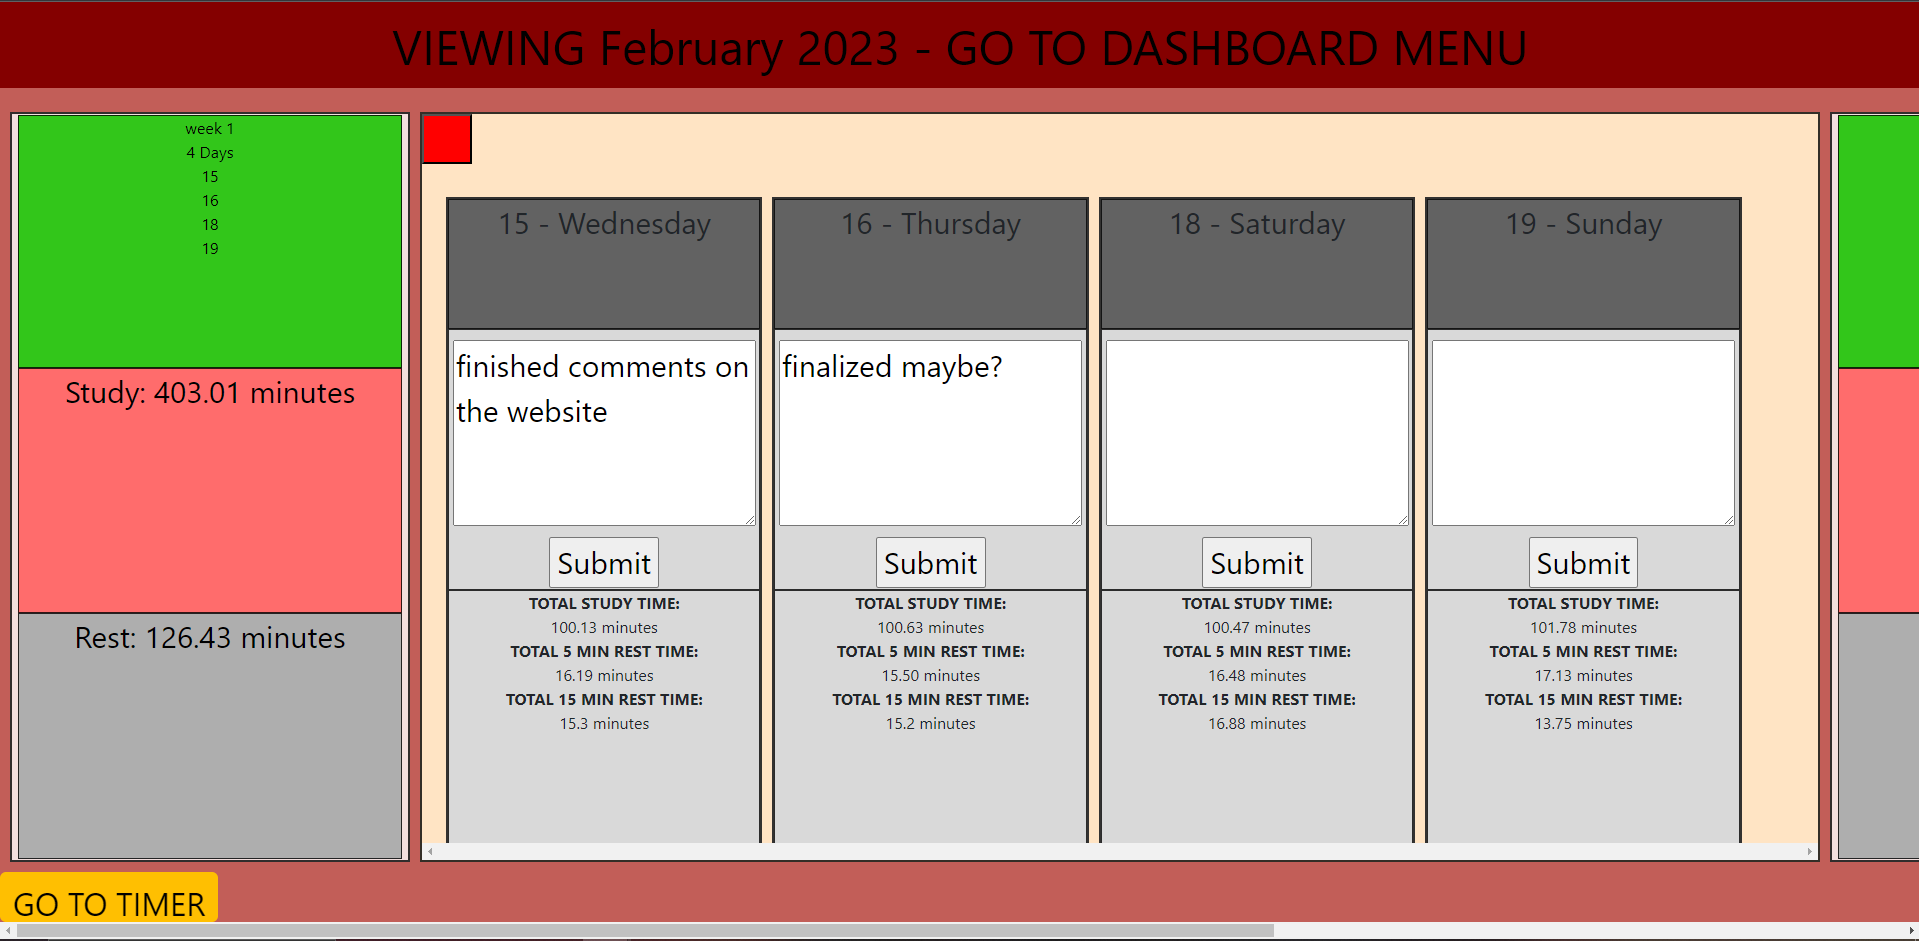 VIEWING February 2023 - GO TO DASHBOARD MENU
week 1
4 Days
15
16
18
19
Study: 403.01 minutes
Rest: 126.43 minutes
15 - Wednesday
finished comments on
the website
Submit
TOTAL STUDY TIME:
100.13 minutes
TOTAL 5 MIN REST TIME:
16.19 minutes
TOTAL 15 MIN REST TIME:
15.3 minutes
16 - Thursday
finalized maybe?
Submit
TOTAL STUDY TIME:
100.63 minutes
TOTAL 5 MIN REST TIME:
15.50 minutes
TOTAL 15 MIN REST TIME:
15.2 minutes
18 - Saturday
Submit
TOTAL STUDY TIME:
100.47 minutes
TOTAL 5 MIN REST TIME:
16.48 minutes
TOTAL 15 MIN REST TIME:
16.88 minutes
19 - Sunday
Submit
TOTAL STUDY TIME:
101.78 minutes
TOTAL 5 MIN REST TIME:
17.13 minutes
TOTAL 15 MIN REST TIME:
13.75 minutes
GO TO TIMER